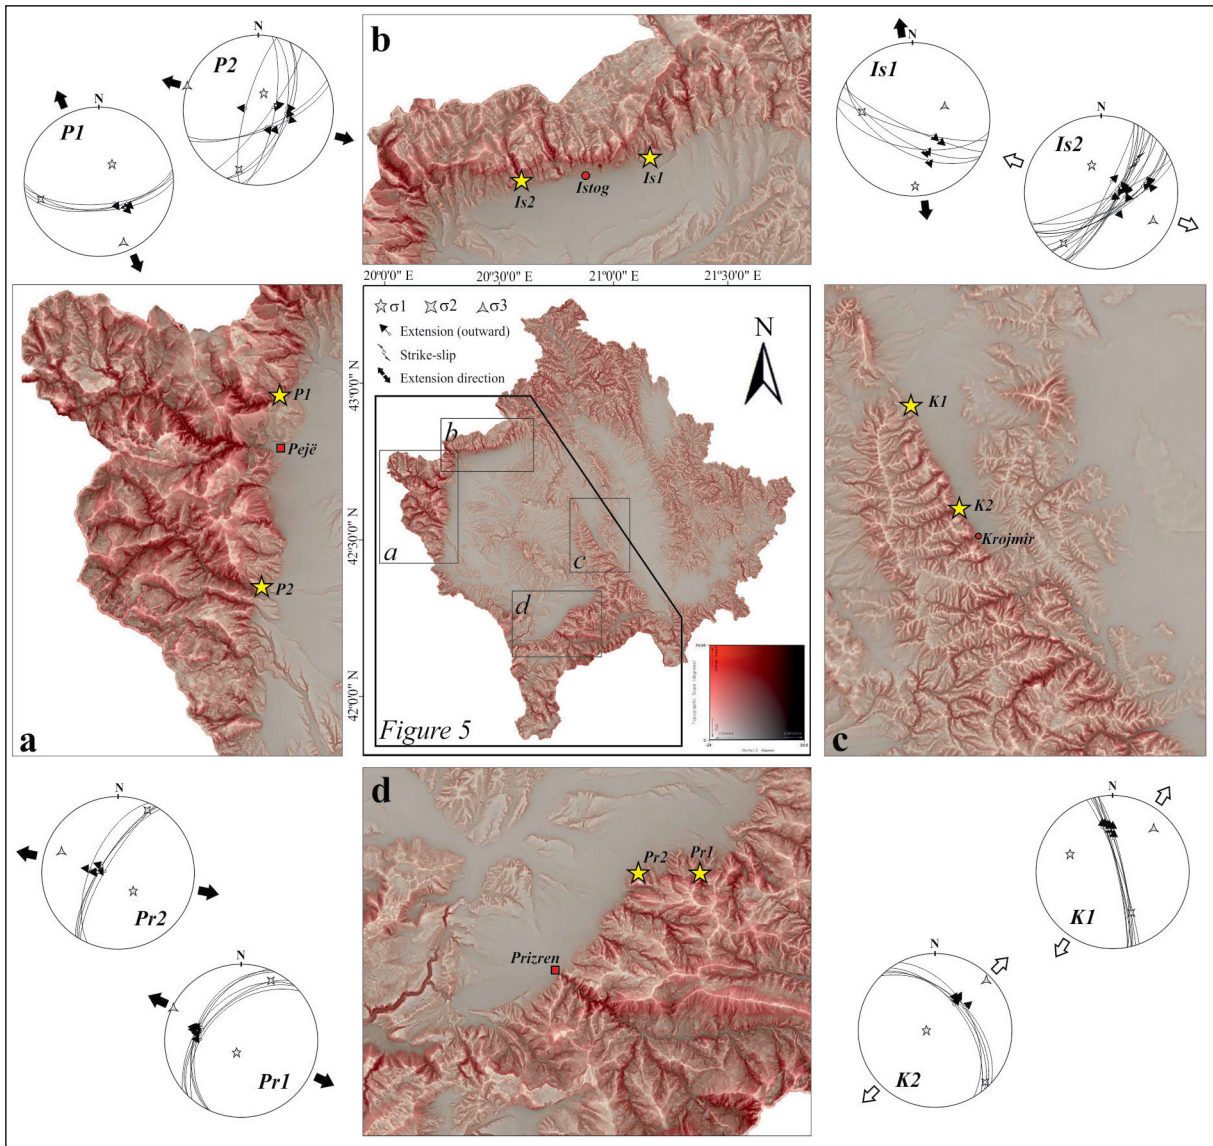 N
P2
N
P1
b
Is1
Istog
Is2
N
Is1
N
Is2
20°0'0" E
20°30'0" E
21°0'0" E
21°30'0" E
P1
Pejë
P2
a
σ1
σ2
σ3
Extension (outward)
Strike-slip
Extension direction
N
43°0'0" N
42°30'0" N
42°0'0" N
b
a
c
d
Figure 5
K1
K2
Krojmir
c
N
Pr2
N
Pr1
d
Pr2
Pr1
Prizren
N
K1
N
K2